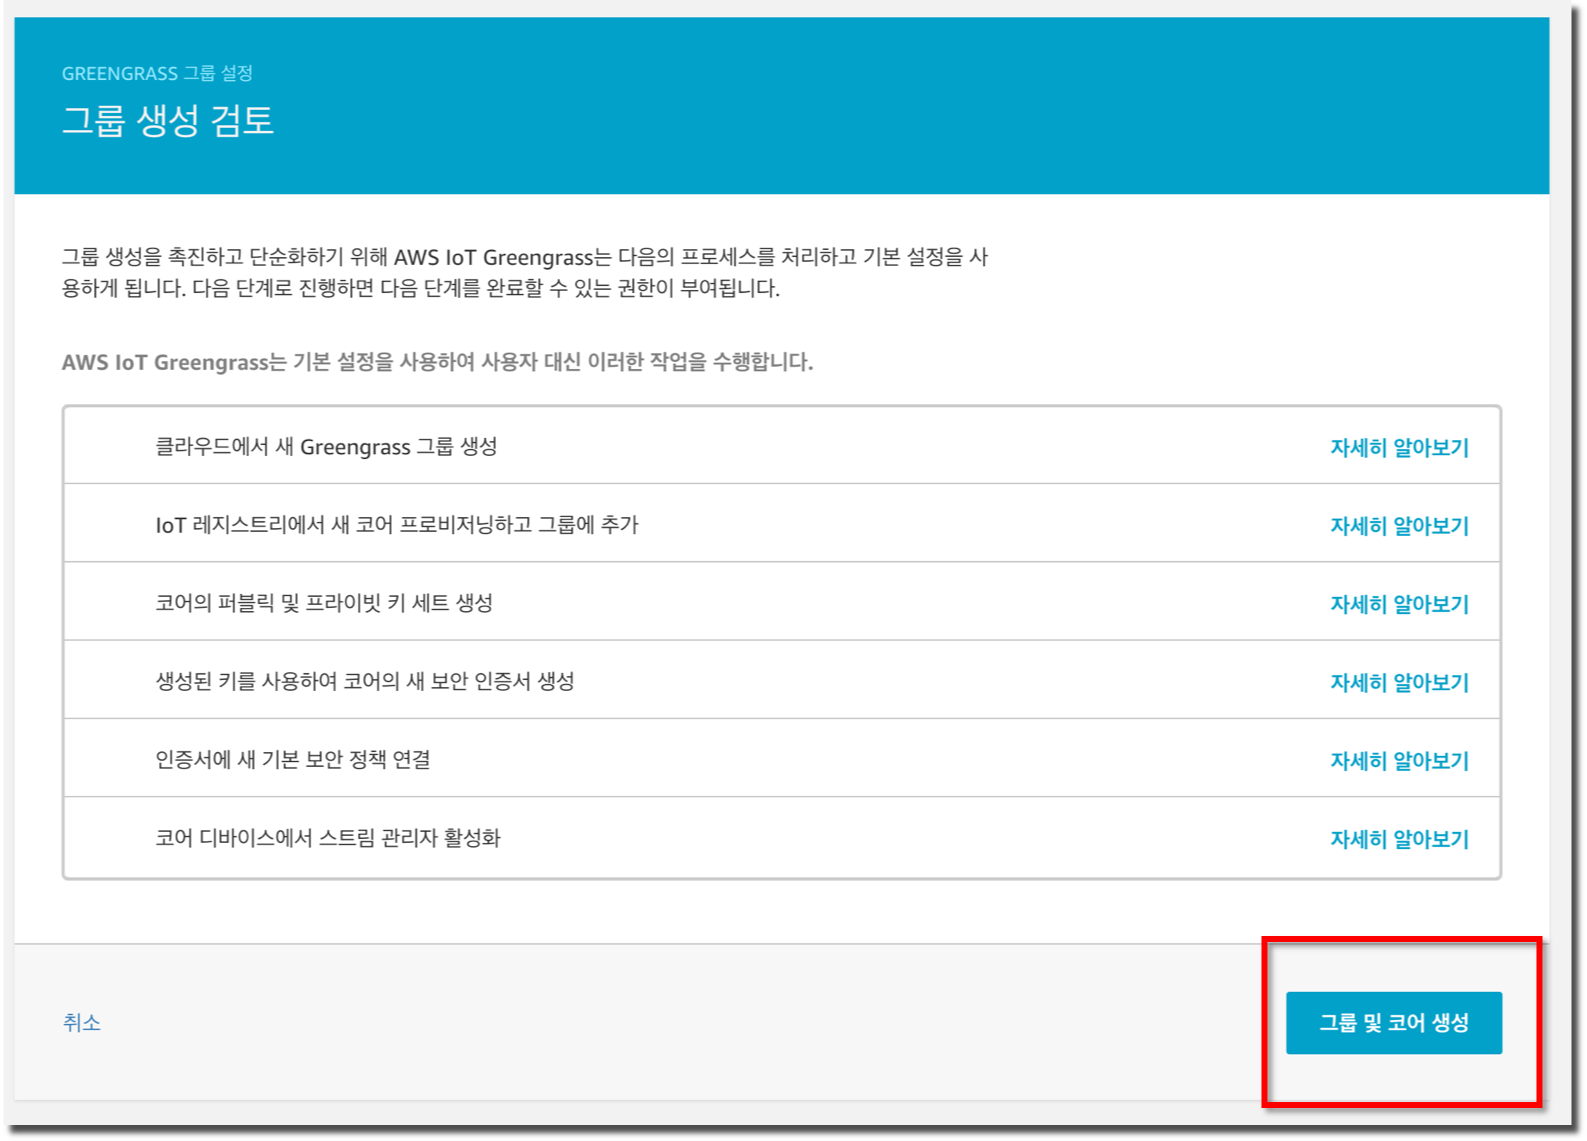 GREENGRASS 그룹 설정
그룹 생성 검토
그룹 생성을 촉진하고 단순화하기 위해 AWS IoT Greengrass는 다음의 프로세스를 처리하고 기본 설정을 사
용하게 됩니다. 다음 단계로 진행하면 다음 단계를 완료할 수 있는 권한이 부여됩니다.
AWS IoT Greengrass는 기본 설정을 사용하여 사용자 대신 이러한 작업을 수행합니다.
클라우드에서 새 Greengrass 그룹 생성 자세히 알아보기
IoT 레지스트리에서 새 코어 프로비저닝하고 그룹에 추가 자세히 알아보기
코어의 퍼블릭 및 프라이빗 키 세트 생성 자세히 알아보기
생성된 키를 사용하여 코어의 새 보안 인증서 생성 자세히 알아보기
인증서에 새 기본 보안 정책 연결 자세히 알아보기
코어 디바이스에서 스트림 관리자 활성화 자세히 알아보기
취소 그룹 및 코어 생성